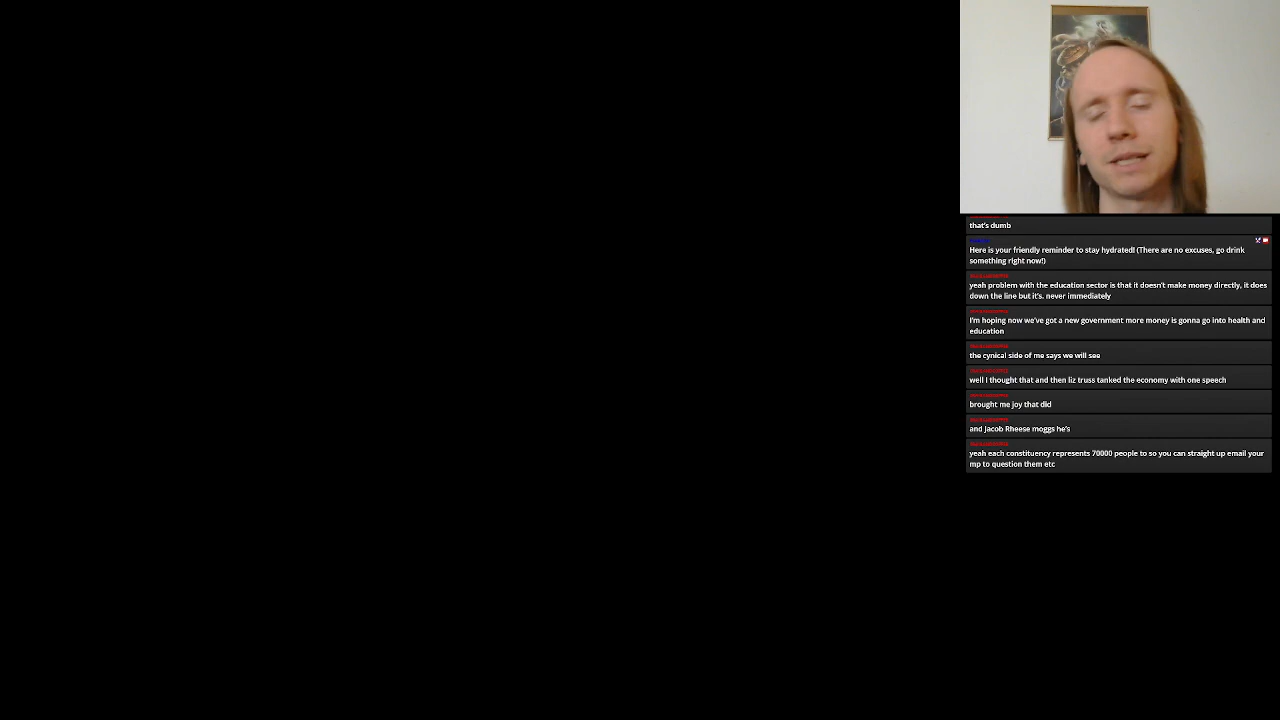 that's dumb
Here is your friendly reminder to stay hydrated! (There are no excuses, go drink
something right now!)
yeah problem with the education sector is that it doesn't make money directly, it does
down the line but it's. never immediately
I'm hoping now we've got a new government more money is gonna go into health and
education
the cynical side of me says we will see
well I thought that and then liz truss tanked the economy with one speech
brought me joy that did
and Jacob Rheese moggs he's
yeah each constituency represents 70000 people to so you can straight up email your
mp to question them etc